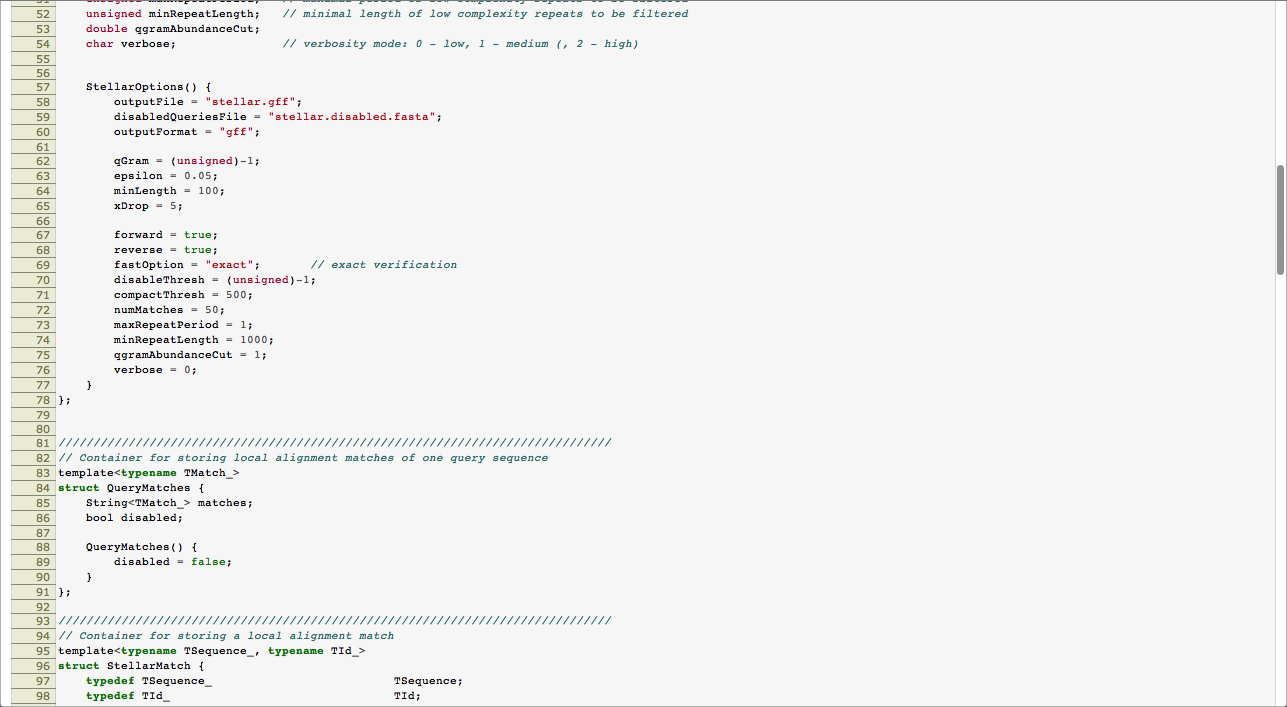 52 unsigned minRepeatLength; // minimal length of low complexity repeats to be filtered
53 double qgramAbundanceCut;
54 char verbose; // verbosity mode: 0 - low, 1 - medium (, 2 - high)
55
56
57 StellarOptions() {
58 outputFile = "stellar.gff";
59 disabledQueriesFile = "stellar.disabled.fasta";
60 outputFormat = "gff";
61
62 qGram = (unsigned)-1;
63 epsilon = 0.05;
64 minLength = 100;
65 xDrop = 5;
66
67 forward = true;
68 reverse = true;
69 fastOption = "exact"; // exact verification
70 disableThresh = (unsigned)-1;
71 compactThresh = 500;
72 numMatches = 50;
73 maxRepeatPeriod = 1;
74 minRepeatLength = 1000;
75 qgramAbundanceCut = 1;
76 verbose = 0;
77 }
78 };
79
80
81 ///////////////////////////////////////////////////////////////////////////////
82 // Container for storing local alignment matches of one query sequence
83 template<typename TMatch_>
84 struct QueryMatches {
85 String<TMatch_> matches;
86 bool disabled;
87
88 QueryMatches() {
89 disabled = false;
90 }
91 };
92
93 ///////////////////////////////////////////////////////////////////////////////
94 // Container for storing a local alignment match
95 template<typename TSequence_, typename TId_>
96 struct StellarMatch {
97 typedef TSequence_ TSequence;
98 typedef TId_ TId;